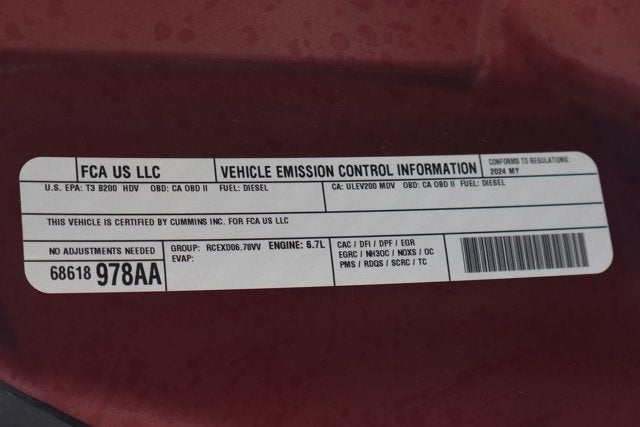 FCA US LLC
VEHICLE EMISSION CONTROL INFORMATION
CONFORMS TO REGULATIONS:
2024 MY
U.S. EPA: T3 B200 HDV OBD: CA OBD II FUEL: DIESEL
CA: ULEV200 MDV OBD: CA OBD II FUEL: DIESEL
THIS VEHICLE IS CERTIFIED BY CUMMINS INC. FOR FCA US LLC
NO ADJUSTMENTS NEEDED
68618 978AA
GROUP: RCEXD06.78VV ENGINE: 6.7L
EVAP:
CAC / DFI / DPF / EGR
EGRC / NH3OC / NOXS / OC
PMS / RDQS / SCRC / TC